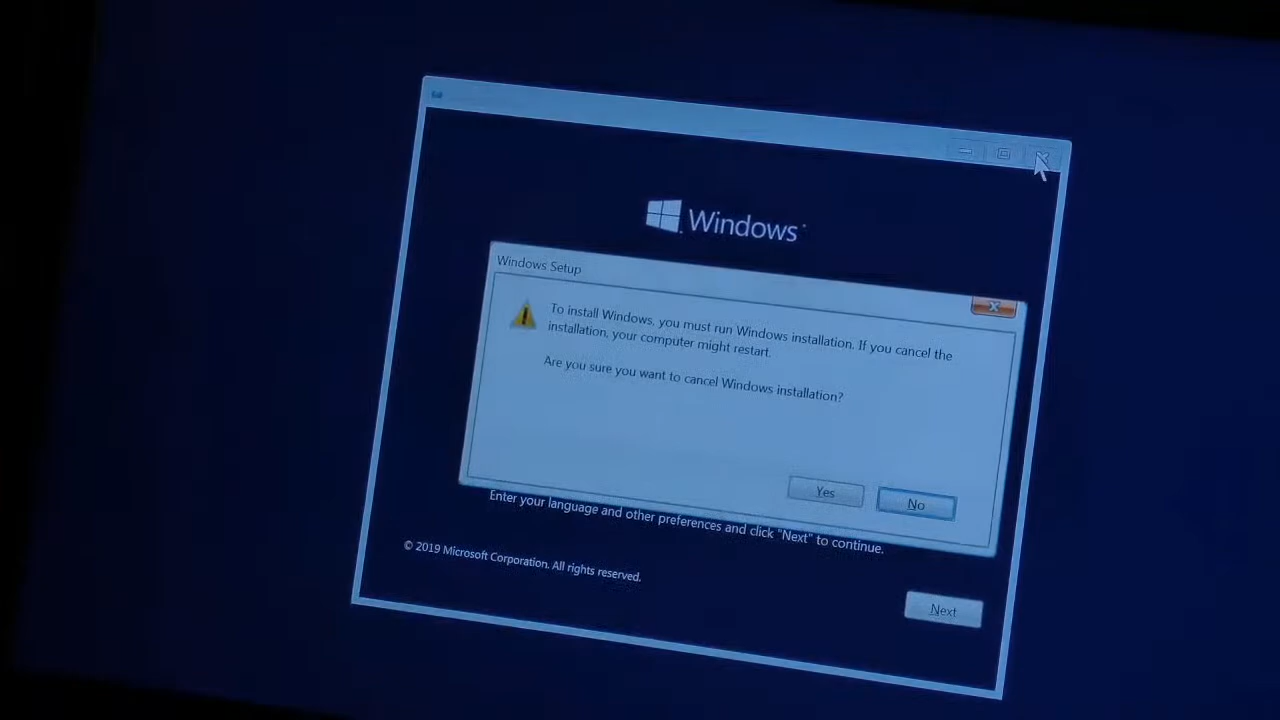 Windows
Windows Setup
To install Windows, you must run Windows installation. If you cancel the
installation, your computer might restart.
Are you sure you want to cancel Windows installation?
Yes
No
Enter your language and other preferences and click "Next" to continue.
© 2019 Microsoft Corporation. All rights reserved.
Next